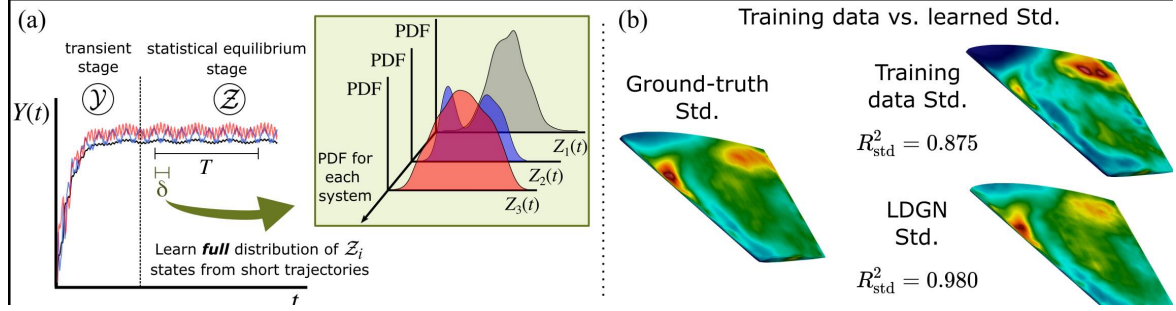 (a)
transient
stage
𝒴
statistical equilibrium
stage
𝒵
Y(t)
T
δ
Learn full distribution of 𝒵ᵢ
states from short trajectories
t
PDF
PDF
PDF
PDF for
each
system
Z₁(t)
Z₂(t)
Z₃(t)
(b)
Training data vs. learned Std.
Ground-truth
Std.
Training
data Std.
R²_std = 0.875
LDGN
Std.
R²_std = 0.980